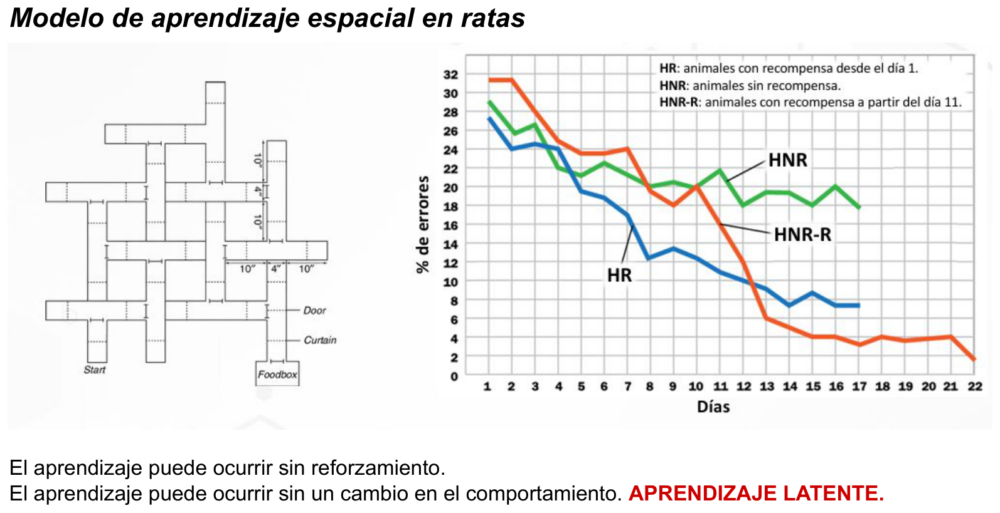 Modelo de aprendizaje espacial en ratas
10"
4"
10"
10"
4"
10"
Door
Curtain
Start
Foodbox
HR: animales con recompensa desde el día 1.
HNR: animales sin recompensa.
HNR-R: animales con recompensa a partir del día 11.
% de errores
32
30
28
26
24
22
20
18
16
14
12
10
8
6
4
2
0
HNR
HNR-R
HR
1 2 3 4 5 6 7 8 9 10 11 12 13 14 15 16 17 18 19 20 21 22
Días
El aprendizaje puede ocurrir sin reforzamiento.
El aprendizaje puede ocurrir sin un cambio en el comportamiento. APRENDIZAJE LATENTE.